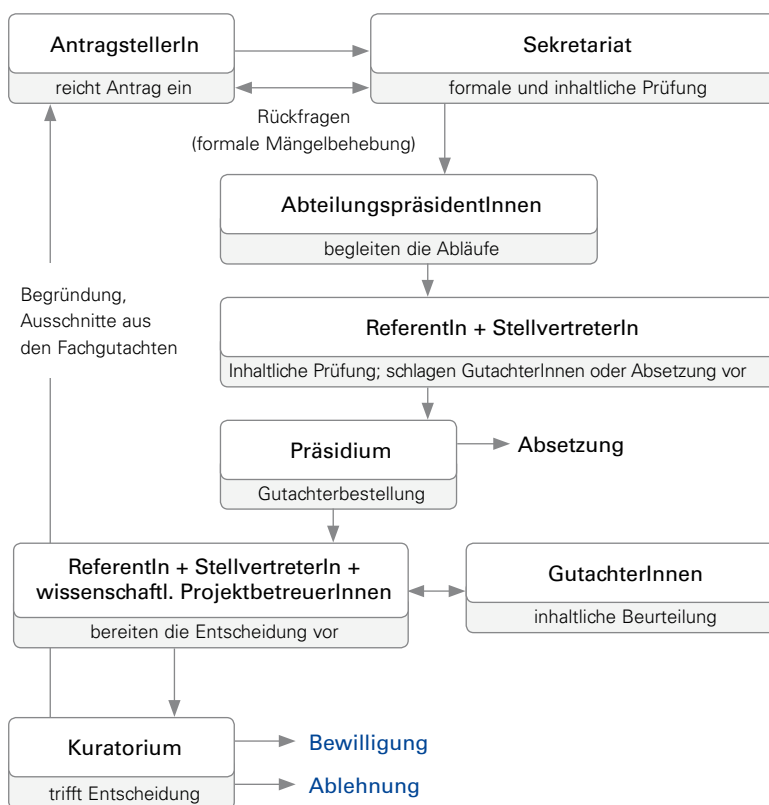 AntragstellerIn
reicht Antrag ein
Sekretariat
formale und inhaltliche Prüfung
Rückfragen
(formale Mängelbehebung)
AbteilungspräsidentInnen
begleiten die Abläufe
Begründung,
Ausschnitte aus
den Fachgutachten
ReferentIn + StellvertreterIn
Inhaltliche Prüfung; schlagen GutachterInnen oder Absetzung vor
Präsidium
Gutachterbestellung
Absetzung
ReferentIn + StellvertreterIn +
wissenschaftl. ProjektbetreuerInnen
bereiten die Entscheidung vor
GutachterInnen
inhaltliche Beurteilung
Kuratorium
trifft Entscheidung
Bewilligung
Ablehnung